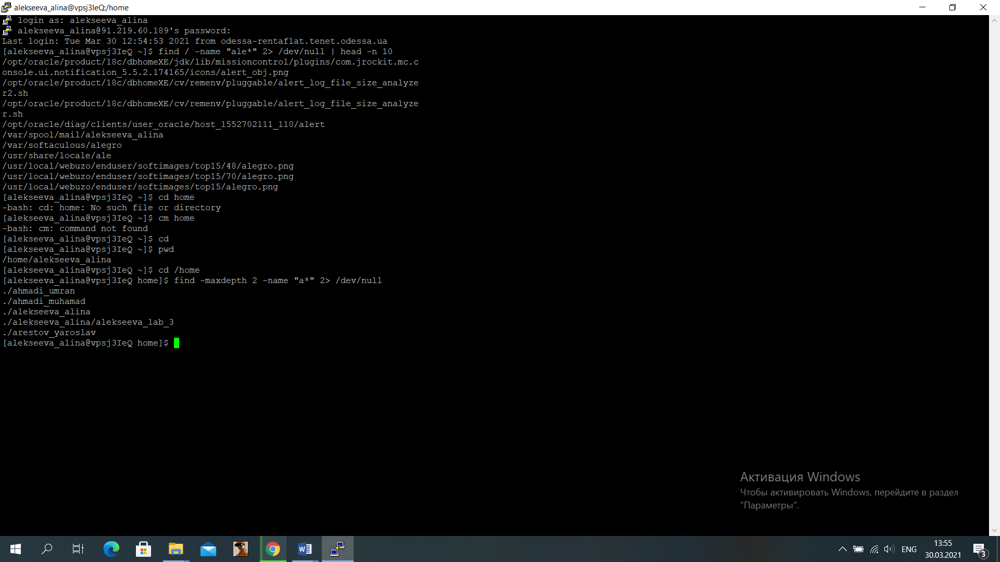 alekseeva_alina@vpsj3IeQ:/home
login as: alekseeva_alina
alekseeva_alina@91.219.60.189's password:
Last login: Tue Mar 30 12:54:53 2021 from odessa-rentaflat.tenet.odessa.ua
[alekseeva_alina@vpsj3IeQ ~]$ find / -name "ale*" 2> /dev/null | head -n 10
/opt/oracle/product/18c/dbhomeXE/jdk/lib/missioncontrol/plugins/com.jrockit.mc.c
onsole.ui.notification_5.5.2.174165/icons/alert_obj.png
/opt/oracle/product/18c/dbhomeXE/cv/remenv/pluggable/alert_log_file_size_analyze
r2.sh
/opt/oracle/product/18c/dbhomeXE/cv/remenv/pluggable/alert_log_file_size_analyze
r.sh
/opt/oracle/diag/clients/user_oracle/host_1552702111_110/alert
/var/spool/mail/alekseeva_alina
/var/softaculous/alegro
/usr/share/locale/ale
/usr/local/webuzo/enduser/softimages/top15/48/alegro.png
/usr/local/webuzo/enduser/softimages/top15/70/alegro.png
/usr/local/webuzo/enduser/softimages/top15/alegro.png
[alekseeva_alina@vpsj3IeQ ~]$ cd home
-bash: cd: home: No such file or directory
[alekseeva_alina@vpsj3IeQ ~]$ cm home
-bash: cm: command not found
[alekseeva_alina@vpsj3IeQ ~]$ cd
[alekseeva_alina@vpsj3IeQ ~]$ pwd
/home/alekseeva_alina
[alekseeva_alina@vpsj3IeQ ~]$ cd /home
[alekseeva_alina@vpsj3IeQ home]$ find -maxdepth 2 -name "a*" 2> /dev/null
./ahmadi_umran
./ahmadi_muhamad
./alekseeva_alina
./alekseeva_alina/alekseeva_lab_3
./arestov_yaroslav
[alekseeva_alina@vpsj3IeQ home]$
Активация Windows
Чтобы активировать Windows, перейдите в раздел
"Параметры".
ENG
13:55
30.03.2021
3